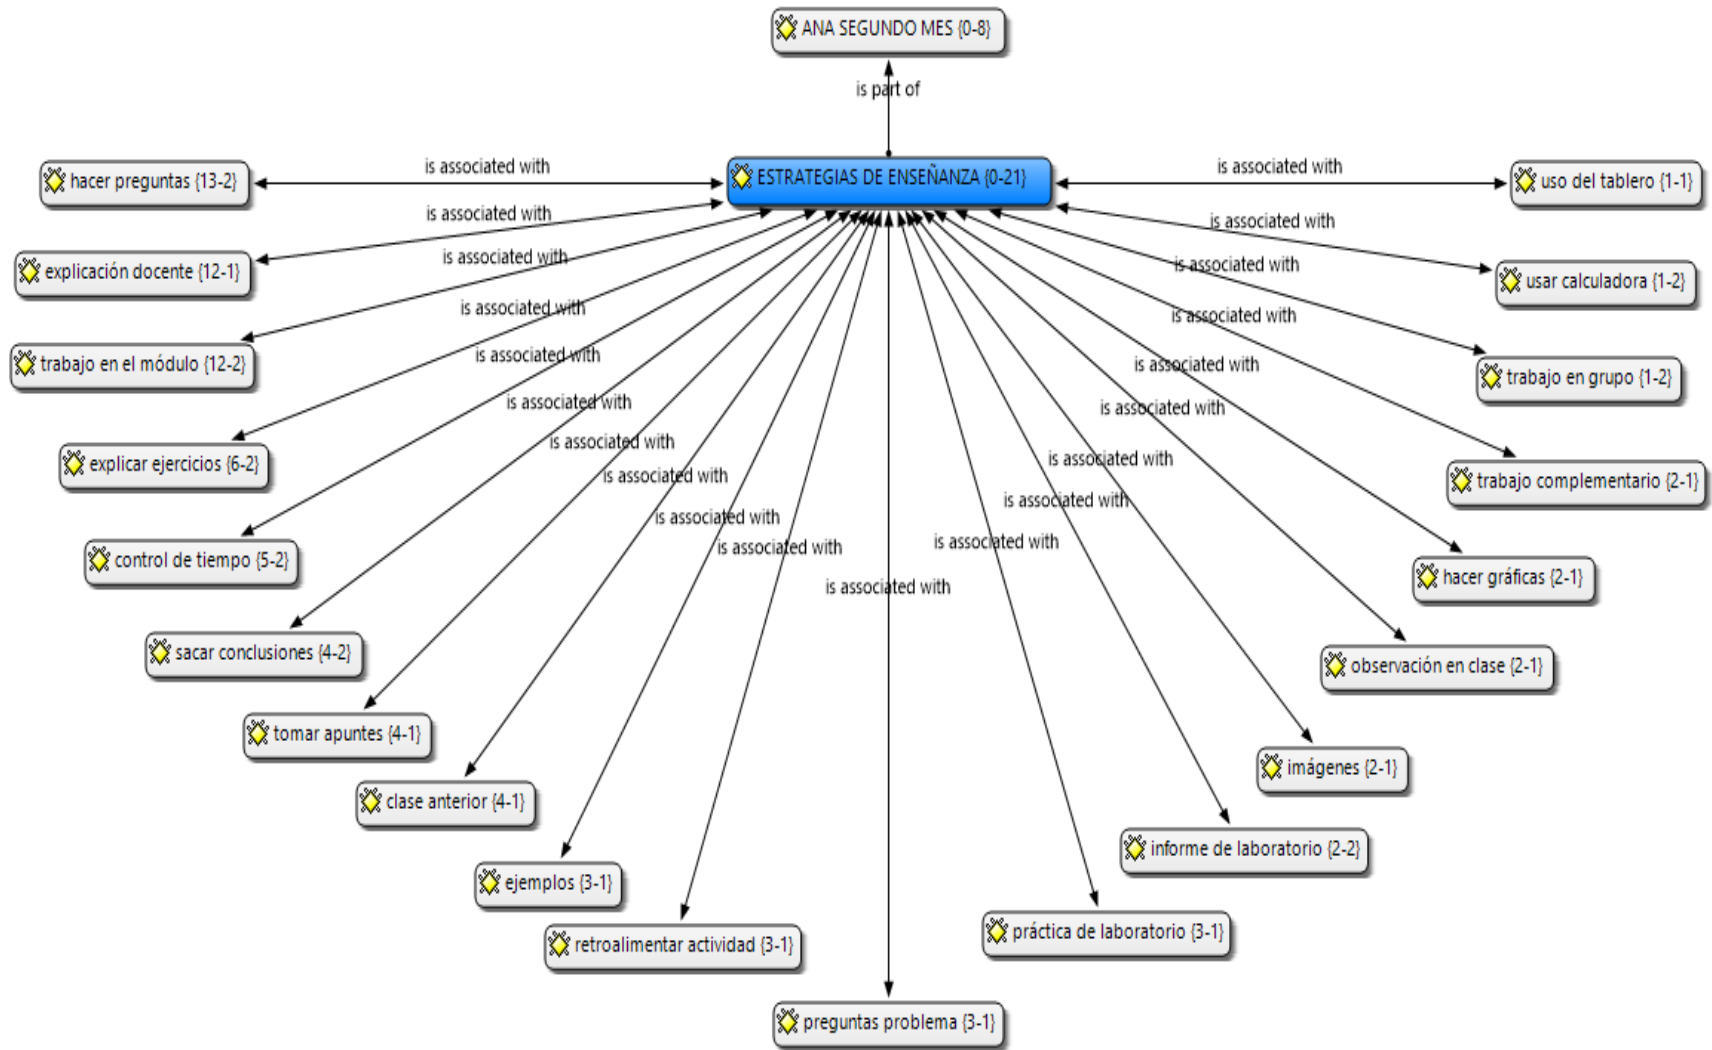 ANA SEGUNDO MES {0-8}
is part of
ESTRATEGIAS DE ENSEÑANZA {0-21}
is associated with
hacer preguntas {13-2}
is associated with
explicación docente {12-1}
is associated with
trabajo en el módulo {12-2}
is associated with
explicar ejercicios {6-2}
is associated with
control de tiempo {5-2}
is associated with
sacar conclusiones {4-2}
is associated with
tomar apuntes {4-1}
is associated with
clase anterior {4-1}
is associated with
ejemplos {3-1}
is associated with
retroalimentar actividad {3-1}
is associated with
preguntas problema {3-1}
is associated with
práctica de laboratorio {3-1}
is associated with
informe de laboratorio {2-2}
is associated with
imágenes {2-1}
is associated with
observación en clase {2-1}
is associated with
hacer gráficas {2-1}
is associated with
trabajo complementario {2-1}
is associated with
trabajo en grupo {1-2}
is associated with
usar calculadora {1-2}
is associated with
uso del tablero {1-1}